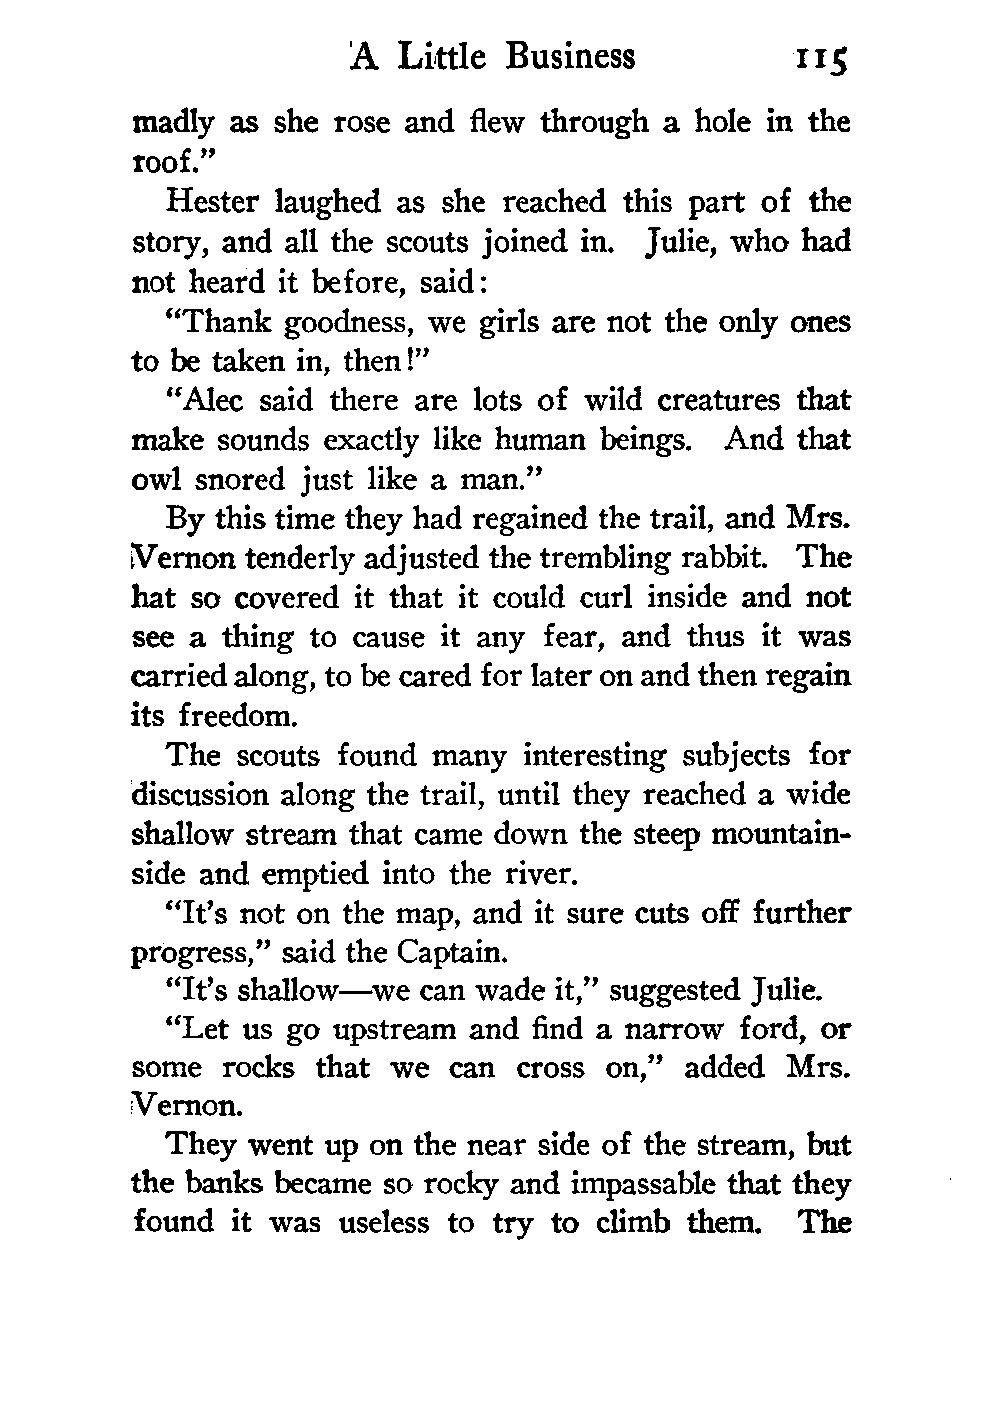 A Little Business 115
madly as she rose and flew through a hole in the
roof.”
Hester laughed as she reached this part of the
story, and all the scouts joined in. Julie, who had
not heard it before, said:
“Thank goodness, we girls are not the only ones
to be taken in, then!”
“Alec said there are lots of wild creatures that
make sounds exactly like human beings. And that
owl snored just like a man.”
By this time they had regained the trail, and Mrs.
Vernon tenderly adjusted the trembling rabbit. The
hat so covered it that it could curl inside and not
see a thing to cause it any fear, and thus it was
carried along, to be cared for later on and then regain
its freedom.
The scouts found many interesting subjects for
discussion along the trail, until they reached a wide
shallow stream that came down the steep mountain-
side and emptied into the river.
“It’s not on the map, and it sure cuts off further
progress,” said the Captain.
“It’s shallow—we can wade it,” suggested Julie.
“Let us go upstream and find a narrow ford, or
some rocks that we can cross on,” added Mrs.
Vernon.
They went up on the near side of the stream, but
the banks became so rocky and impassable that they
found it was useless to try to climb them. The